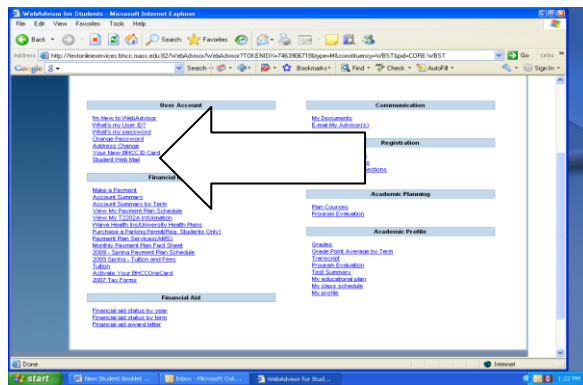 WebAdvisor for Students - Microsoft Internet Explorer
File Edit View Favorites Tools Help
Back Search Favorites
Address Go Links
Google Search Bookmarks Find Check AutoFill Sign In
User Account
I'm New to WebAdvisor
What's my User ID?
What's my password
Change Password
Address Change
Your New BHCC ID Card
Student Web Mail
Financial
Make a Payment
Account Summary
Account Summary by Term
View My Payment Plan Schedule
View My T2202A Information
Waive Health Ins/University Health Plans
Purchase a Parking Permit(Reg. Students Only)
Payment Plan Services(AMS)
Monthly Payment Plan Fact Sheet
2009 - Spring Payment Plan Schedule
2009 Spring - Tuition and Fees
Tuition
Activate Your BHCCOneCard
2007 Tax Forms
Financial Aid
Financial aid status by year
Financial aid status by term
Financial aid award letter
Communication
My Documents
E-mail My Advisor(s)
Registration
Academic Planning
Plan Courses
Program Evaluation
Academic Profile
Grades
Grade Point Average by Term
Transcript
Program Evaluation
Test Summary
My educational plan
My class schedule
My profile
Done Internet
start New Student Booklet ... Inbox - Microsoft Out... WebAdvisor for Stud... 1:22 PM